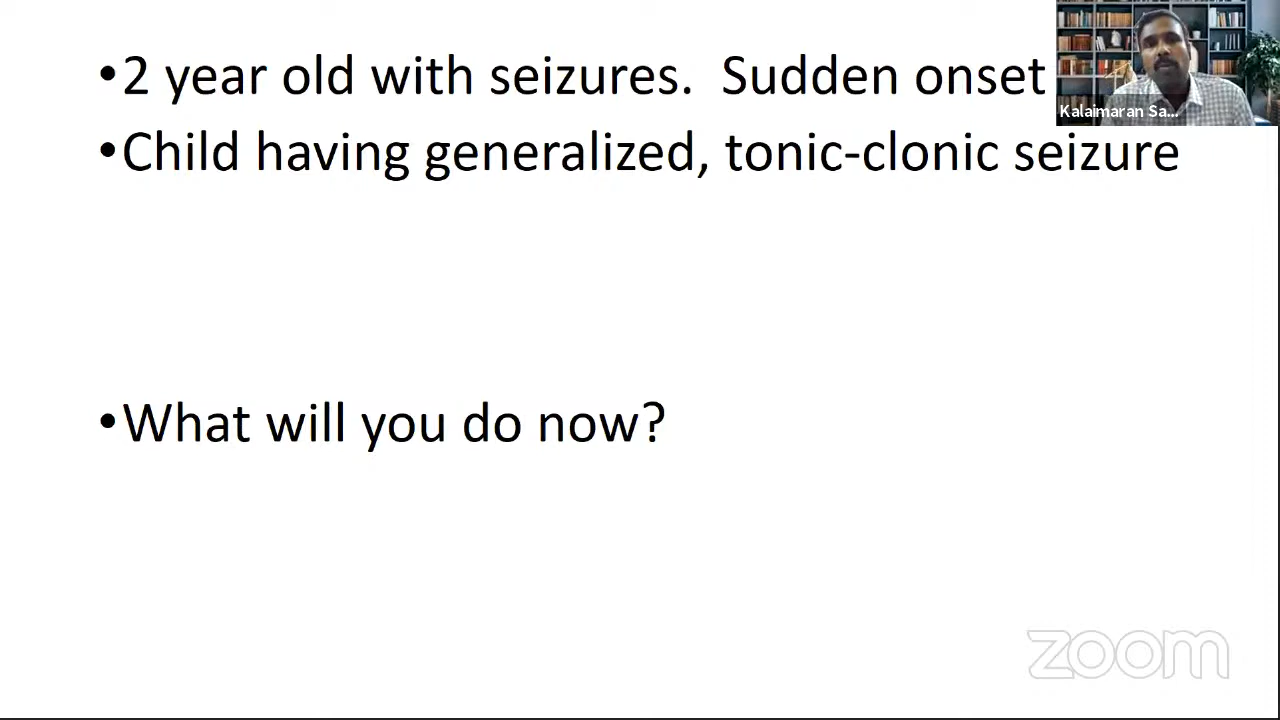 •2 year old with seizures. Sudden onset
•Child having generalized, tonic-clonic seizure
•What will you do now?
Kalaimaran Sa...
zoom